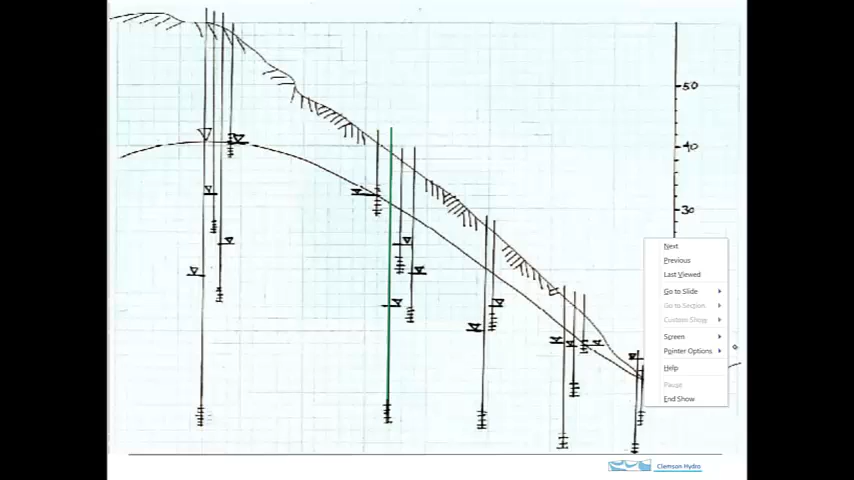 50
40
30
Next
Previous
Last Viewed
Go to Slide
Go to Section
Custom Show
Screen
Pointer Options
Help
Pause
End Show
Clemson Hydro